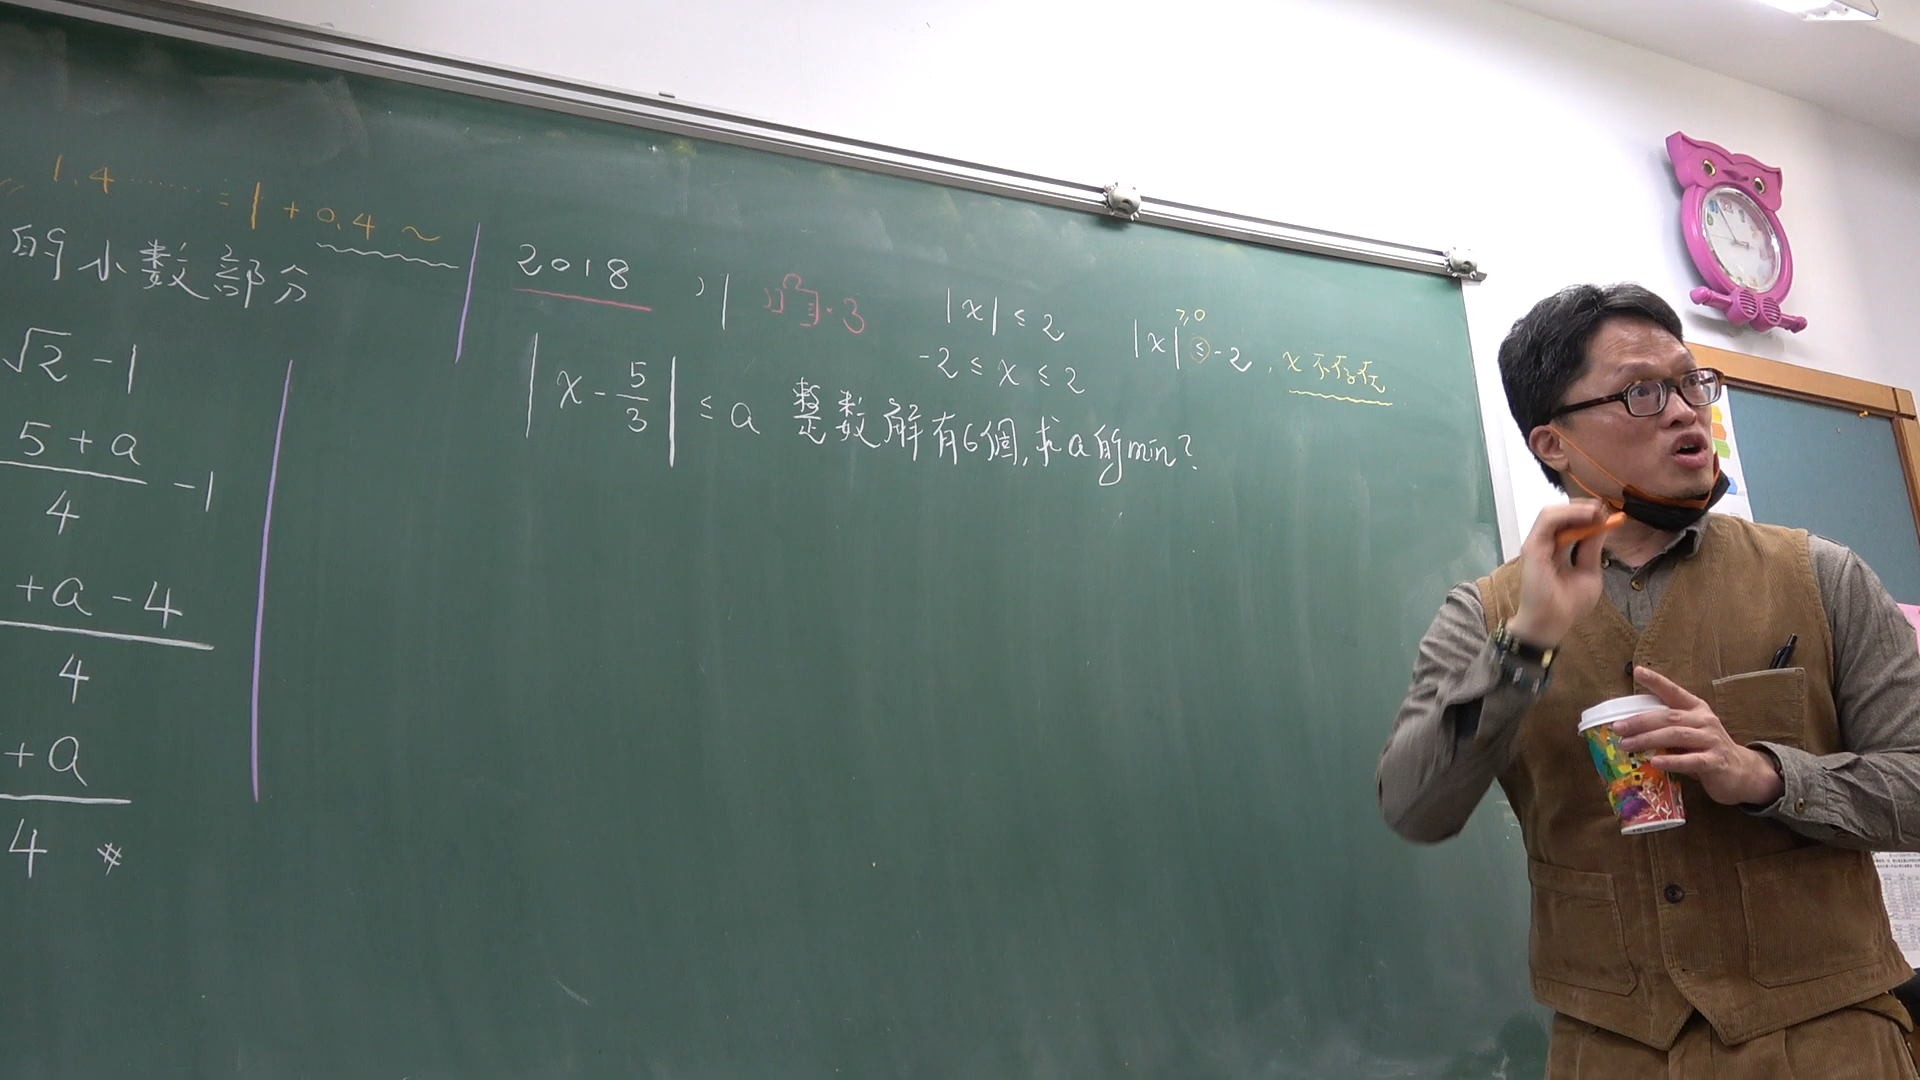 1.4 ...... = 1 + 0.4 ~
的小數部分
√2 - 1
5 + a
4
- 1
+ a - 4
4
+ a
4
2018
|x - 5/3| ≤ a 整數解有6個, 求a的min?
|x| ≤ 2
-2 ≤ x ≤ 2
≥0
|x| ≤ -2, x 不存在